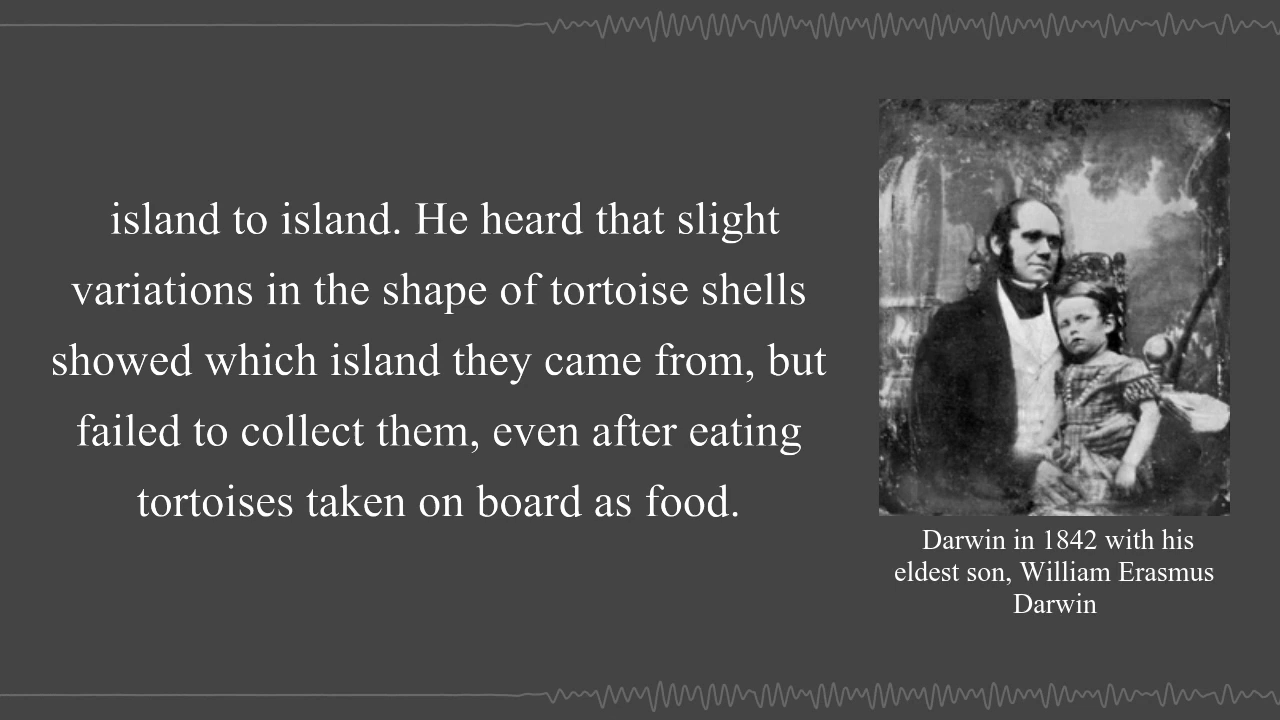 island to island. He heard that slight
variations in the shape of tortoise shells
showed which island they came from, but
failed to collect them, even after eating
tortoises taken on board as food.
Darwin in 1842 with his
eldest son, William Erasmus
Darwin